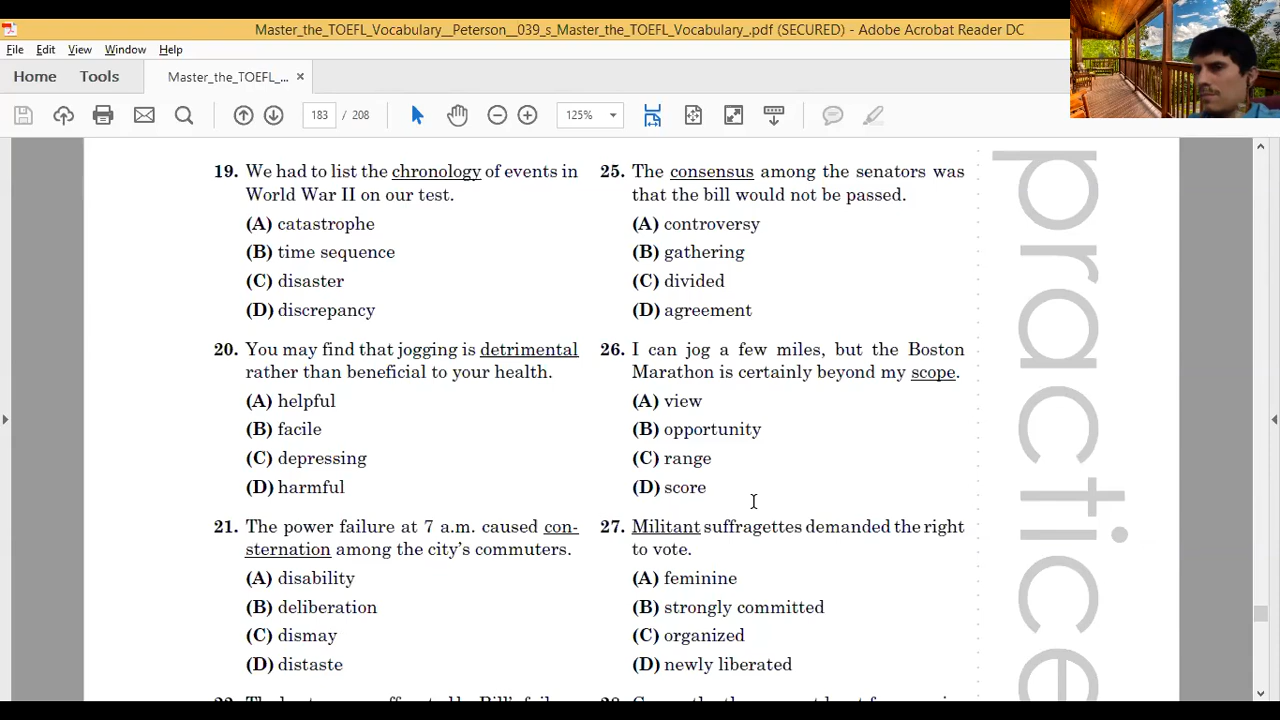 Master_the_TOEFL_Vocabulary__Peterson__039_s_Master_the_TOEFL_Vocabulary_.pdf (SECURED) - Adobe Acrobat Reader DC
File Edit View Window Help
Home Tools Master_the_TOEFL_... ×
183 / 208 125%
19. We had to list the chronology of events in
World War II on our test.
(A) catastrophe
(B) time sequence
(C) disaster
(D) discrepancy
20. You may find that jogging is detrimental
rather than beneficial to your health.
(A) helpful
(B) facile
(C) depressing
(D) harmful
21. The power failure at 7 a.m. caused con-
sternation among the city's commuters.
(A) disability
(B) deliberation
(C) dismay
(D) distaste
25. The consensus among the senators was
that the bill would not be passed.
(A) controversy
(B) gathering
(C) divided
(D) agreement
26. I can jog a few miles, but the Boston
Marathon is certainly beyond my scope.
(A) view
(B) opportunity
(C) range
(D) score
27. Militant suffragettes demanded the right
to vote.
(A) feminine
(B) strongly committed
(C) organized
(D) newly liberated
practice